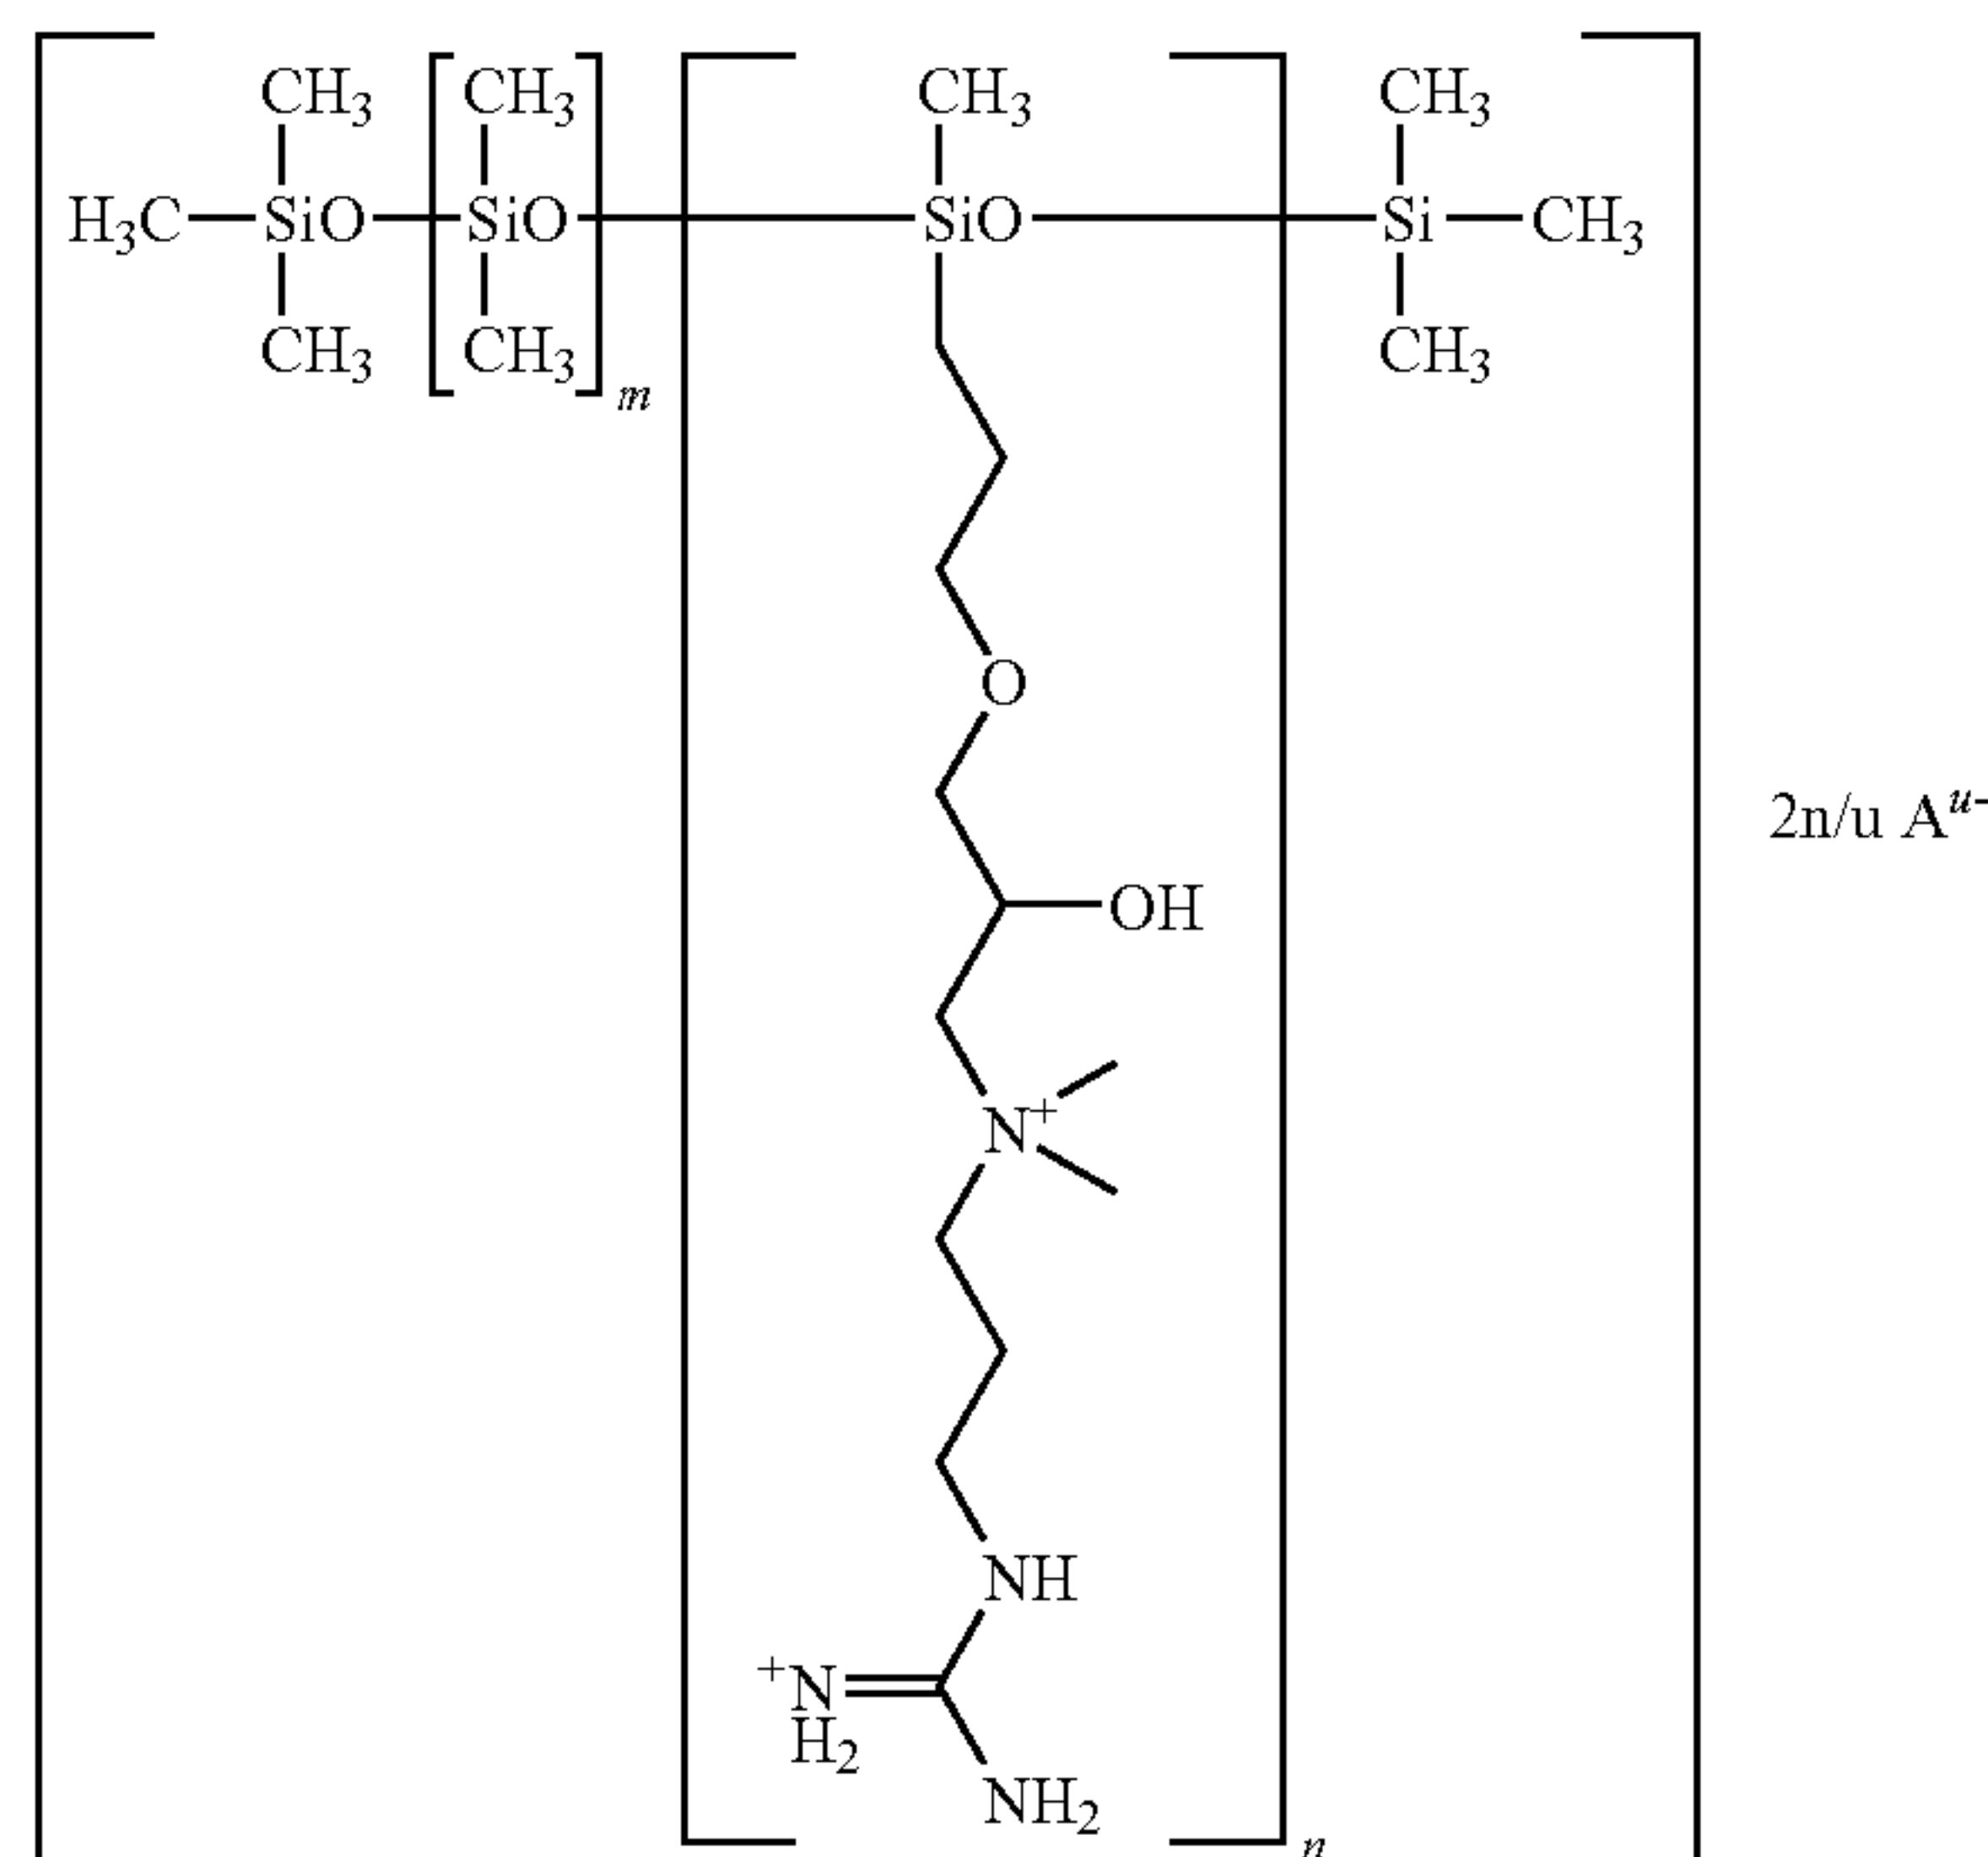 CH3 CH3 CH3 CH3
H3C SiO SiO SiO Si CH3
CH3 CH3 CH3
m
O
2n/u A^u-
OH
N+
NH
+N
H2
NH2
n